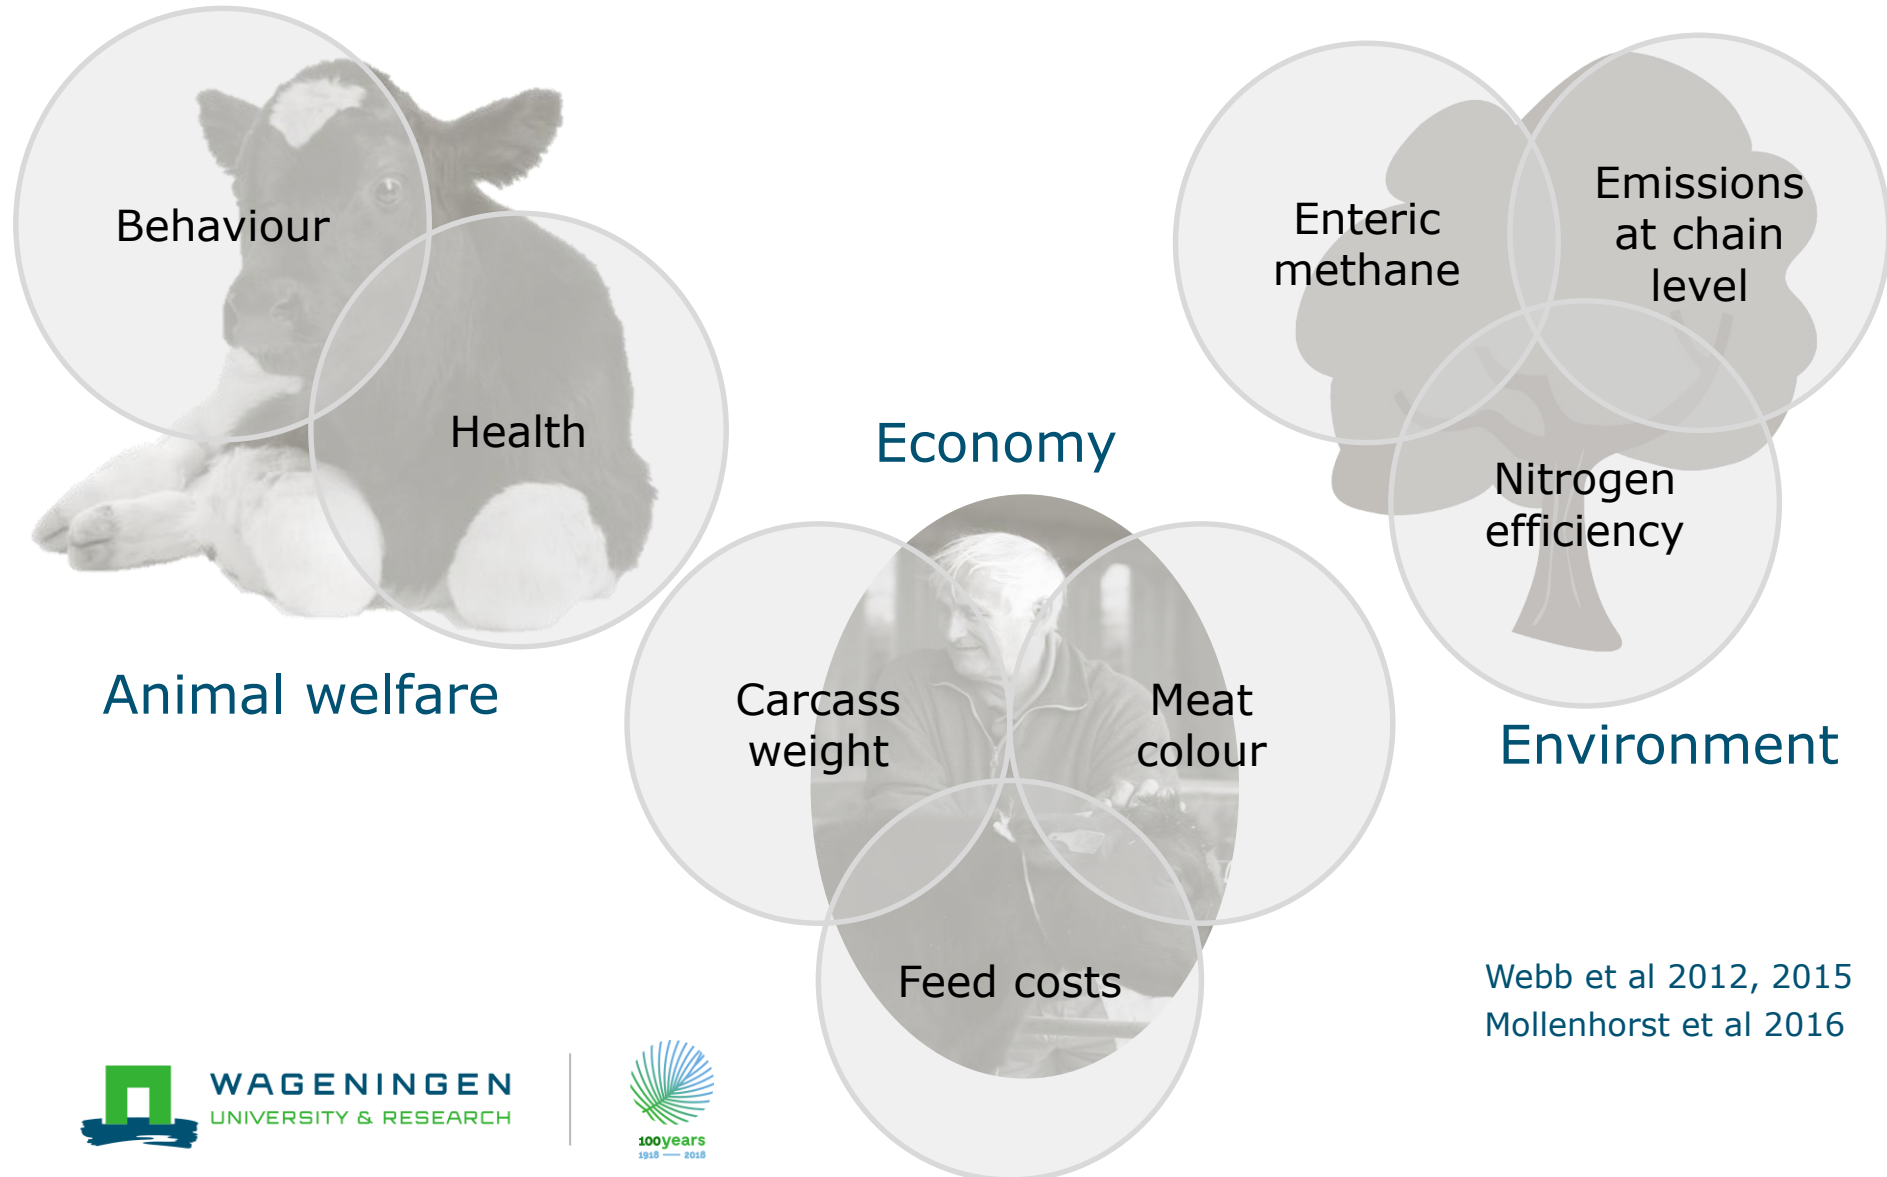 Behaviour
Health
Animal welfare
Economy
Carcass
weight
Meat
colour
Feed costs
Enteric
methane
Emissions
at chain
level
Nitrogen
efficiency
Environment
Webb et al 2012, 2015
Mollenhorst et al 2016
WAGENINGEN
UNIVERSITY & RESEARCH
100years
1918 — 2018